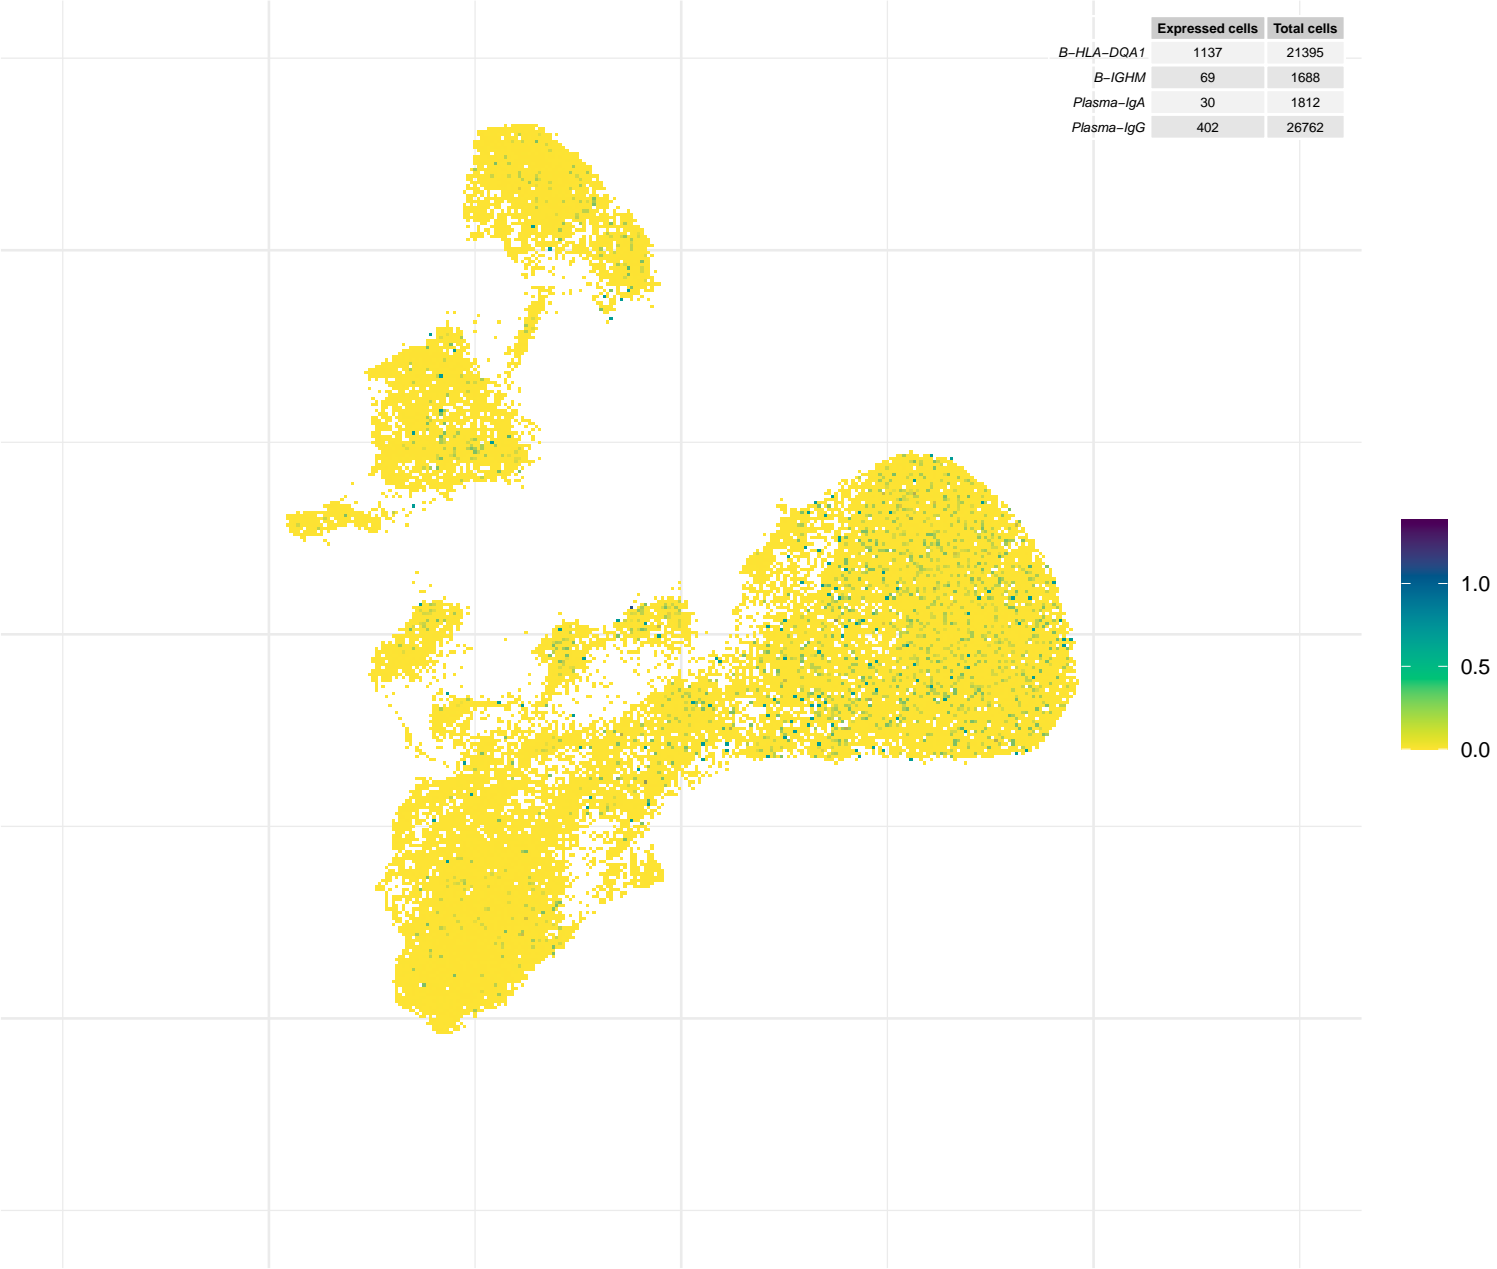 Expressed cells Total cells
B−HLA−DQA1 1137 21395
B−IGHM 69 1688
Plasma−IgA 30 1812
Plasma−IgG 402 26762
1.0
0.5
0.0